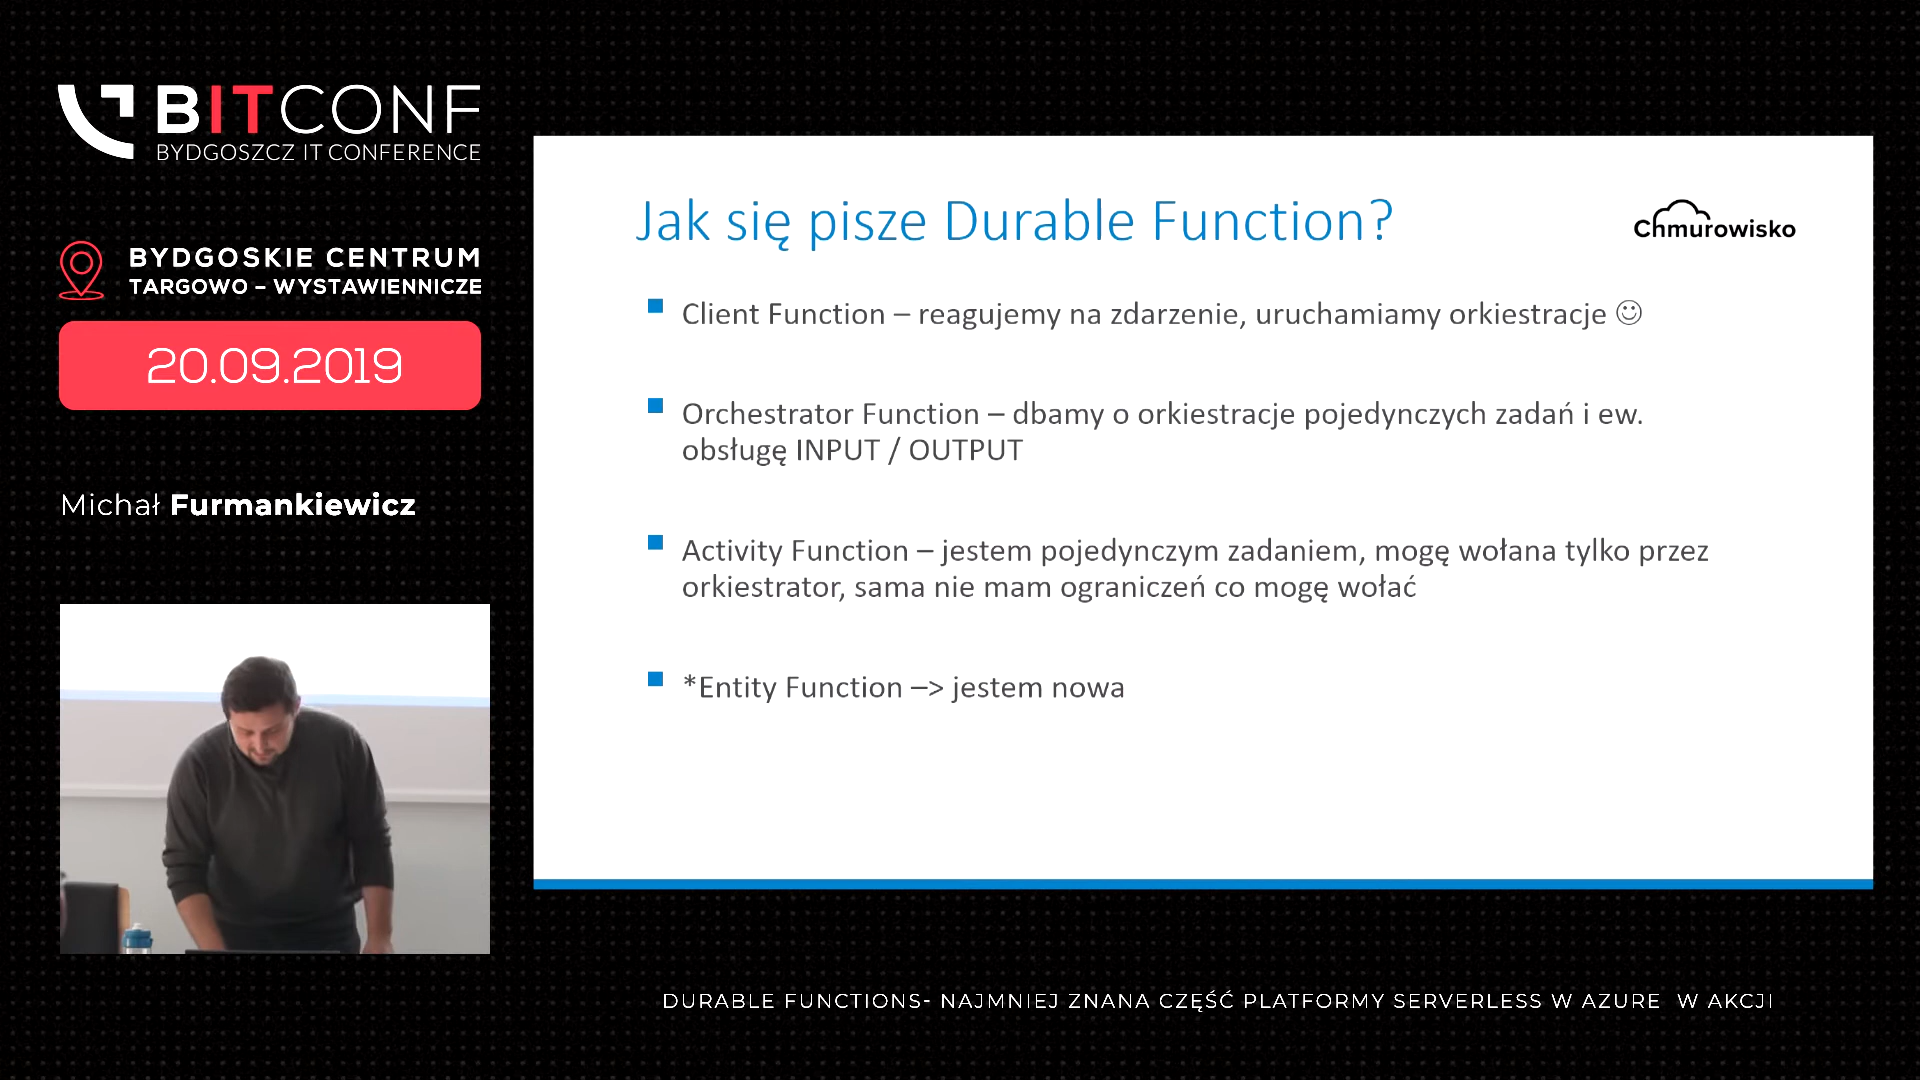 BITCONF
BYDGOSZCZ IT CONFERENCE
BYDGOSKIE CENTRUM
TARGOWO – WYSTAWIENNICZE
20.09.2019
Michał Furmankiewicz
Jak się pisze Durable Function?
Chmurowisko
Client Function – reagujemy na zdarzenie, uruchamiamy orkiestracje ☺
Orchestrator Function – dbamy o orkiestracje pojedynczych zadań i ew.
obsługę INPUT / OUTPUT
Activity Function – jestem pojedynczym zadaniem, mogę wołana tylko przez
orkiestrator, sama nie mam ograniczeń co mogę wołać
*Entity Function –> jestem nowa
DURABLE FUNCTIONS- NAJMNIEJ ZNANA CZĘŚĆ PLATFORMY SERVERLESS W AZURE W AKCJI